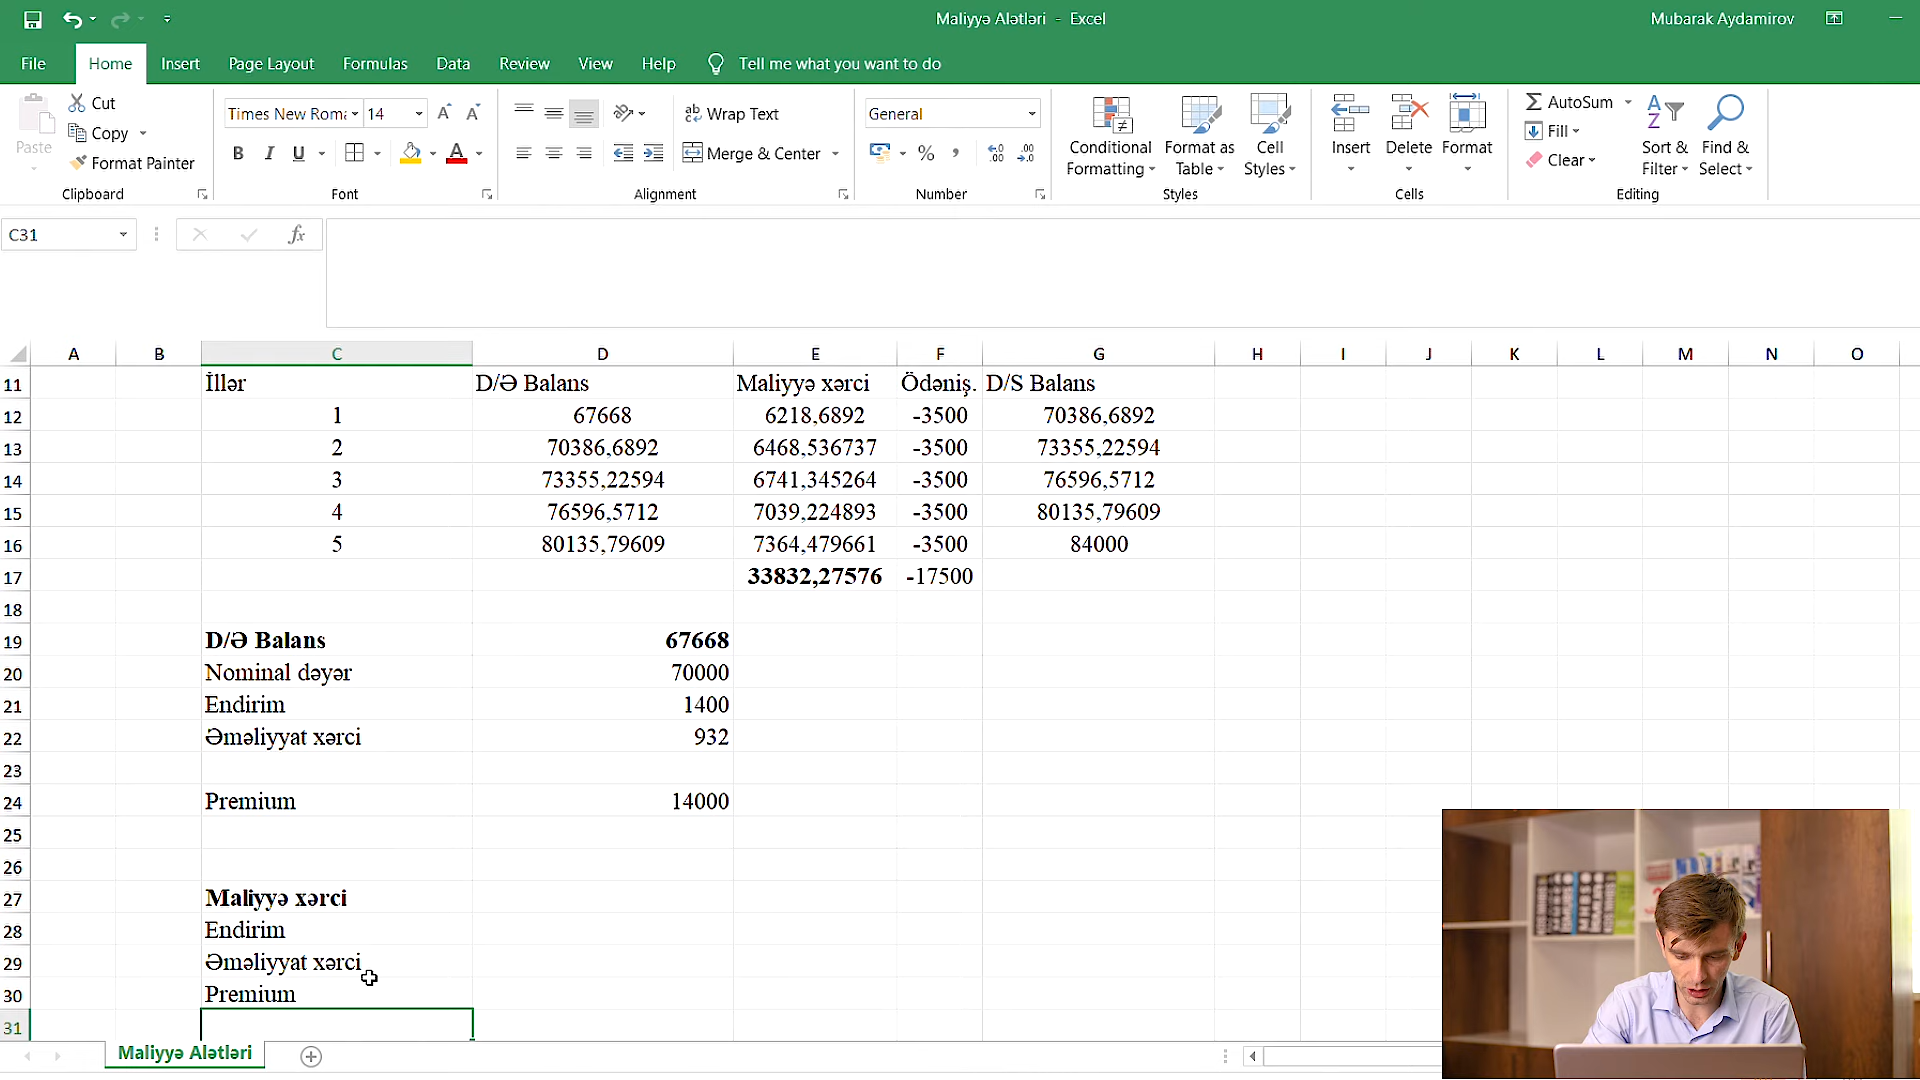 Maliyyə Alətləri - Excel
Mubarak Aydamirov
File Home Insert Page Layout Formulas Data Review View Help Tell me what you want to do
Paste
Cut
Copy
Format Painter
Clipboard
Times New Roma 14
B I U
Font
Wrap Text
Merge & Center
Alignment
General
%
Number
Conditional Formatting
Format as Table
Cell Styles
Styles
Insert
Delete
Format
Cells
AutoSum
Fill
Clear
Sort & Filter
Find & Select
Editing
C31
fx
A B C D E F G H I J K L M N O
11 İllər D/Ə Balans Maliyyə xərci Ödəniş. D/S Balans
12 1 67668 6218,6892 -3500 70386,6892
13 2 70386,6892 6468,536737 -3500 73355,22594
14 3 73355,22594 6741,345264 -3500 76596,5712
15 4 76596,5712 7039,224893 -3500 80135,79609
16 5 80135,79609 7364,479661 -3500 84000
17 33832,27576 -17500
18
19 D/Ə Balans 67668
20 Nominal dəyər 70000
21 Endirim 1400
22 Əməliyyat xərci 932
23
24 Premium 14000
25
26
27 Maliyyə xərci
28 Endirim
29 Əməliyyat xərci
30 Premium
31
Maliyyə Alətləri